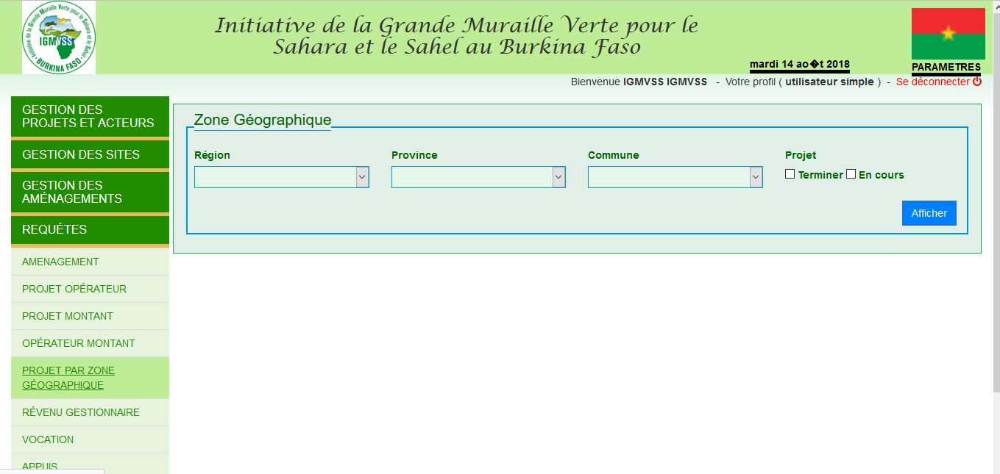 Initiative de la Grande Muraille Verte pour le Sahara et le Sahel
IGMVSS
- BURKINA FASO -
Initiative de la Grande Muraille Verte pour le
Sahara et le Sahel au Burkina Faso
mardi 14 ao�t 2018
PARAMETRES
Bienvenue IGMVSS IGMVSS - Votre profil ( utilisateur simple ) - Se déconnecter
GESTION DES
PROJETS ET ACTEURS
GESTION DES SITES
GESTION DES
AMÉNAGEMENTS
REQUÊTES
AMENAGEMENT
PROJET OPÉRATEUR
PROJET MONTANT
OPÉRATEUR MONTANT
PROJET PAR ZONE
GÉOGRAPHIQUE
RÉVENU GESTIONNAIRE
VOCATION
APPUIS
Zone Géographique
Région
Province
Commune
Projet
Terminer En cours
Afficher